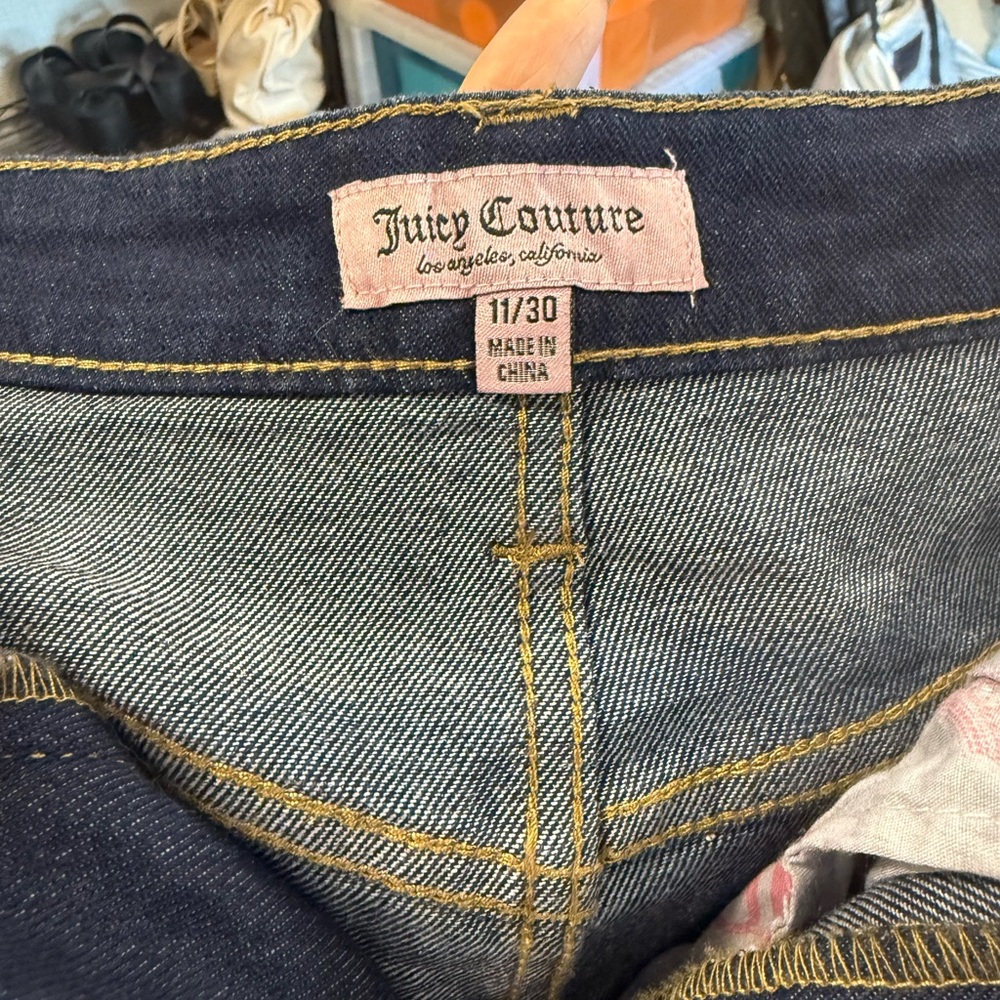 Juicy Couture
los angeles, california
11/30
MADE IN
CHINA